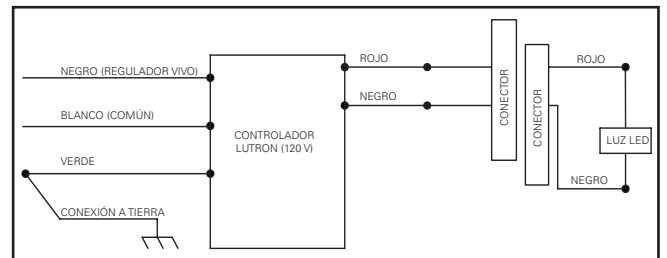 NEGRO (REGULADOR VIVO)
BLANCO (COMÚN)
VERDE
CONEXIÓN A TIERRA
CONTROLADOR
LUTRON (120 V)
ROJO
NEGRO
CONECTOR
CONECTOR
ROJO
LUZ LED
NEGRO